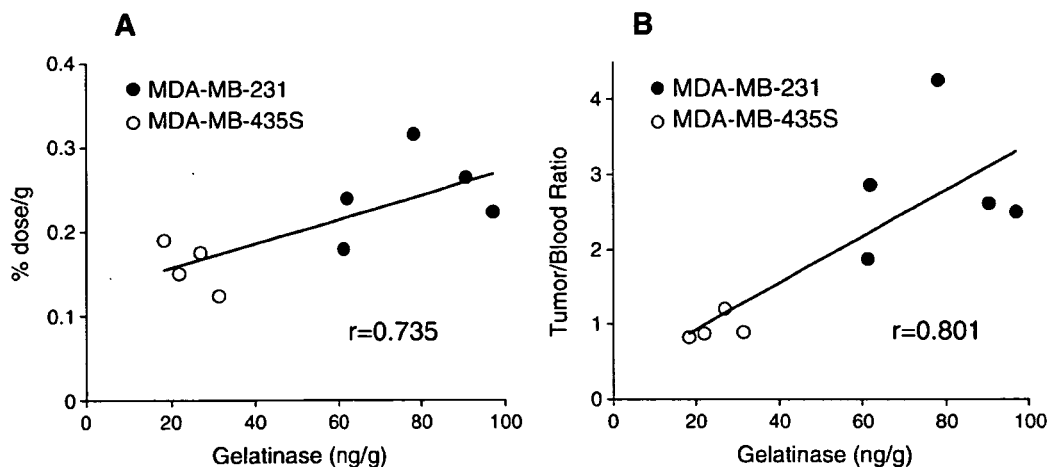 A
% dose/g
0.4
0.3
0.2
0.1
0
MDA-MB-231
MDA-MB-435S
r=0.735
0
20
40
60
80
100
Gelatinase (ng/g)
B
Tumor/Blood Ratio
4
3
2
1
0
MDA-MB-231
MDA-MB-435S
r=0.801
0
20
40
60
80
100
Gelatinase (ng/g)